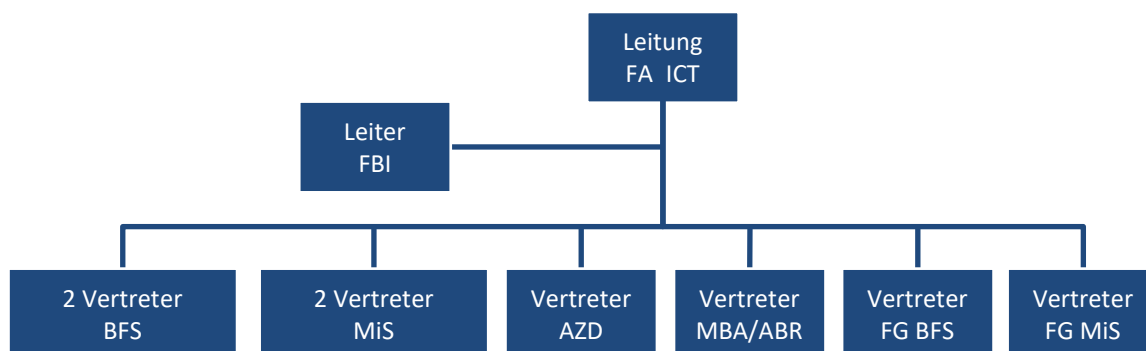 Leitung
FA ICT
Leiter
FBI
2 Vertreter
BFS
2 Vertreter
MiS
Vertreter
AZD
Vertreter
MBA/ABR
Vertreter
FG BFS
Vertreter
FG MiS